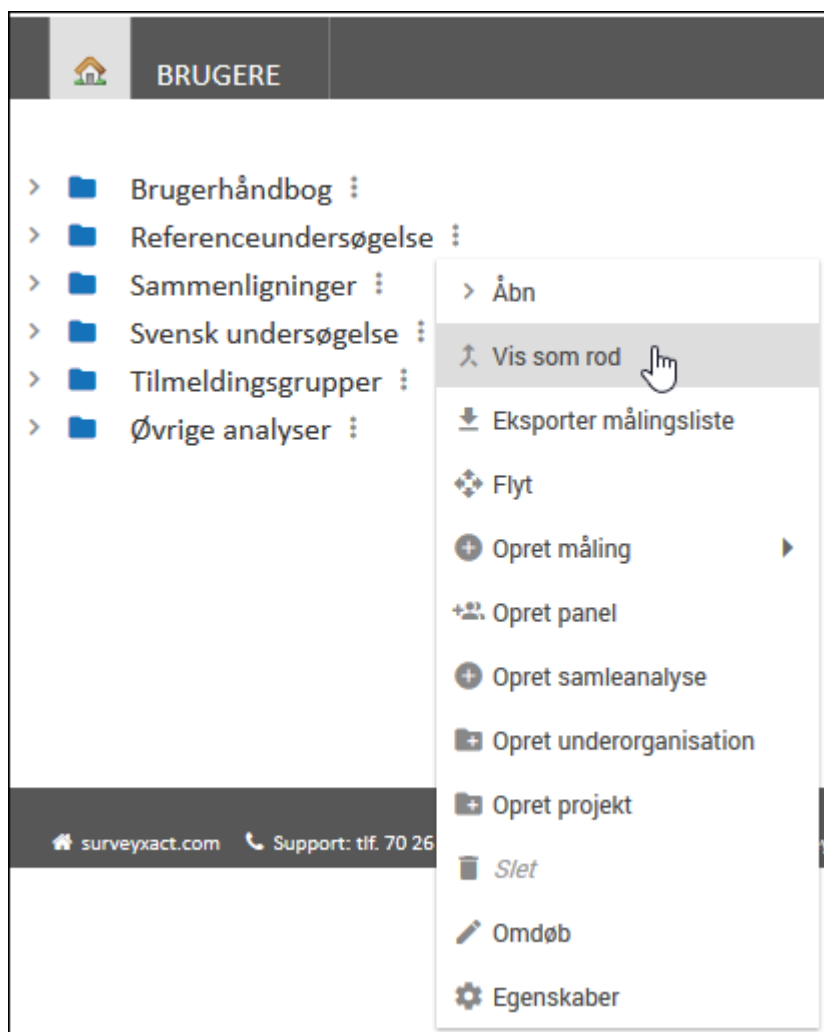 BRUGERE
Brugerhåndbog
Referenceundersøgelse
Sammenligninger
Svensk undersøgelse
Tilmeldingsgrupper
Øvrige analyser
Åbn
Vis som rod
Eksporter målingsliste
Flyt
Opret måling
Opret panel
Opret samleanalyse
Opret underorganisation
Opret projekt
Slet
Omdøb
Egenskaber
surveyxact.com Support: tlf. 70 26